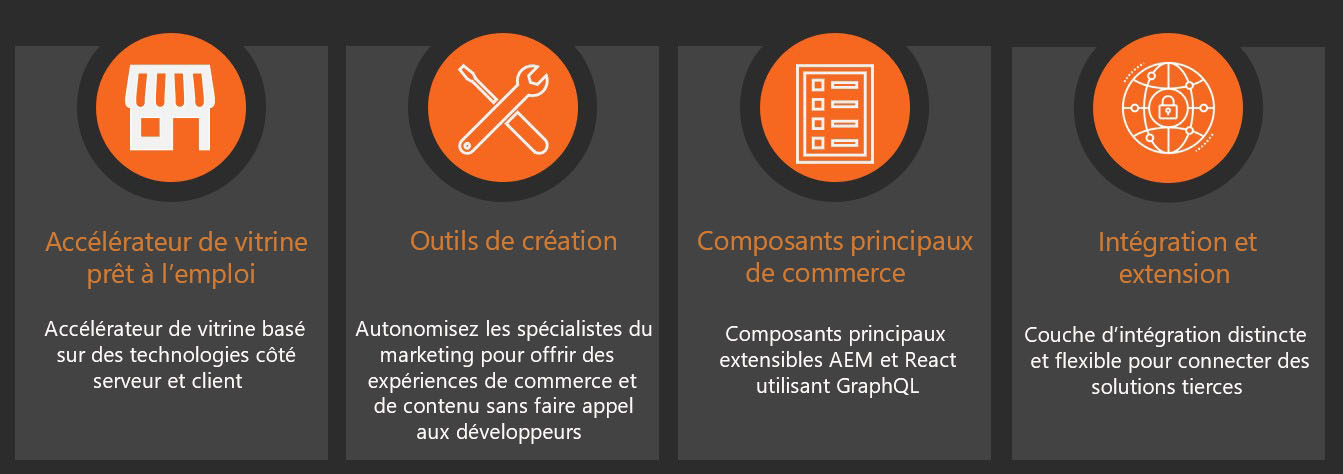 Accélérateur de vitrine
prêt à l’emploi
Accélérateur de vitrine basé
sur des technologies côté
serveur et client
Outils de création
Autonomisez les spécialistes du
marketing pour offrir des
expériences de commerce et
de contenu sans faire appel
aux développeurs
Composants principaux
de commerce
Composants principaux
extensibles AEM et React
utilisant GraphQL
Intégration et
extension
Couche d’intégration distincte
et flexible pour connecter des
solutions tierces